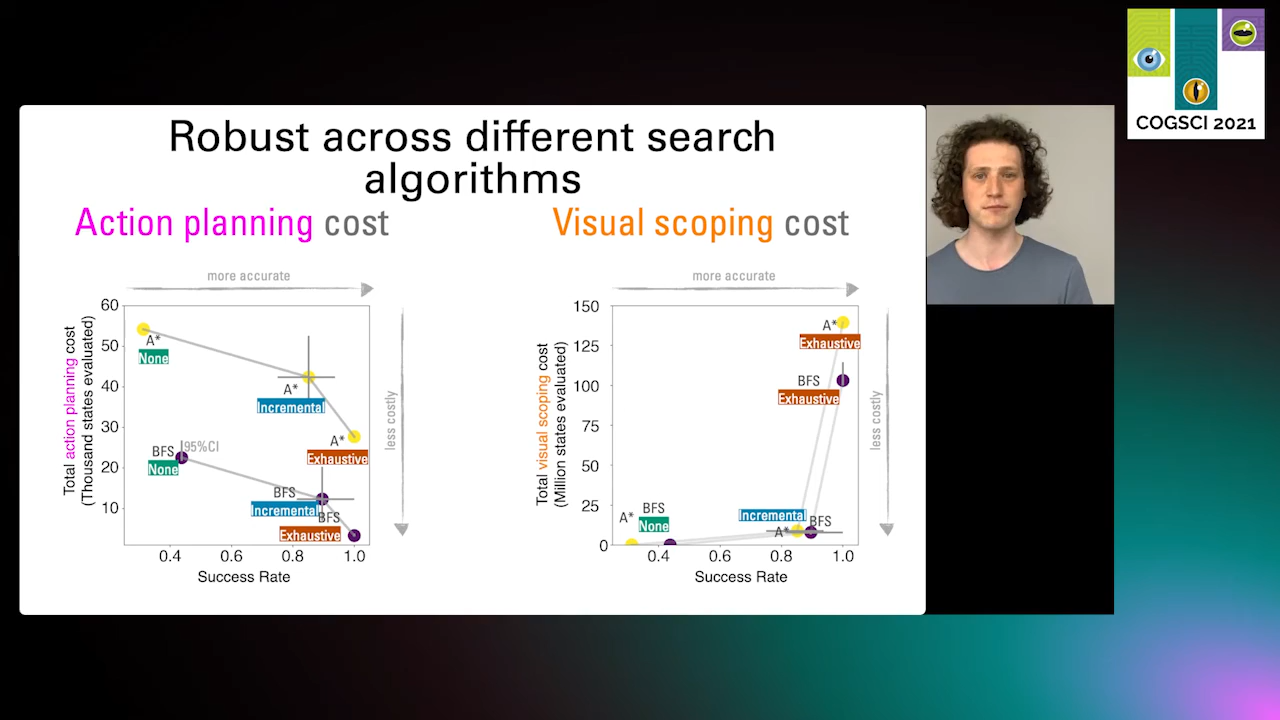 COGSCI 2021
Robust across different search
algorithms
Action planning cost
Visual scoping cost
more accurate
less costly
Total action planning cost
(Thousand states evaluated)
60
50
40
30
20
10
A*
None
A*
Incremental
A*
Exhaustive
BFS
None
95%CI
BFS
Incremental
BFS
Exhaustive
0.4 0.6 0.8 1.0
Success Rate
more accurate
less costly
Total visual scoping cost
(Million states evaluated)
150
125
100
75
50
25
0
A*
Exhaustive
BFS
Exhaustive
A*
BFS
None
Incremental
A*
BFS
0.4 0.6 0.8 1.0
Success Rate